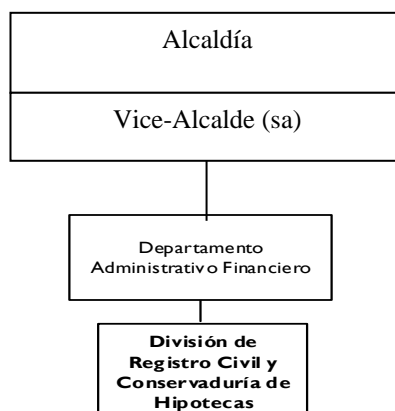 Alcaldía
Vice-Alcalde (sa)
Departamento
Administrativo Financiero
División de
Registro Civil y
Conservaduría de
Hipotecas